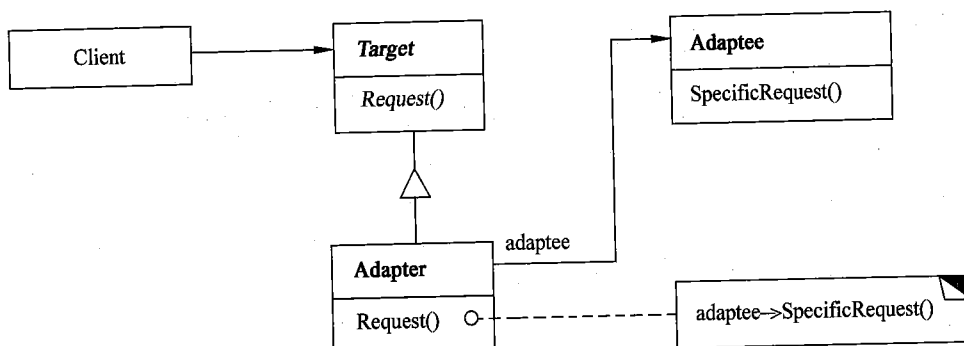 Client
Target
Request()
Adaptee
SpecificRequest()
adaptee
Adapter
Request()
adaptee->SpecificRequest()